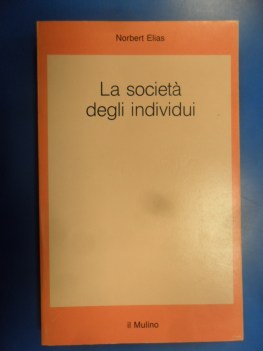 Norbert Elias
La società
degli individui
il Mulino